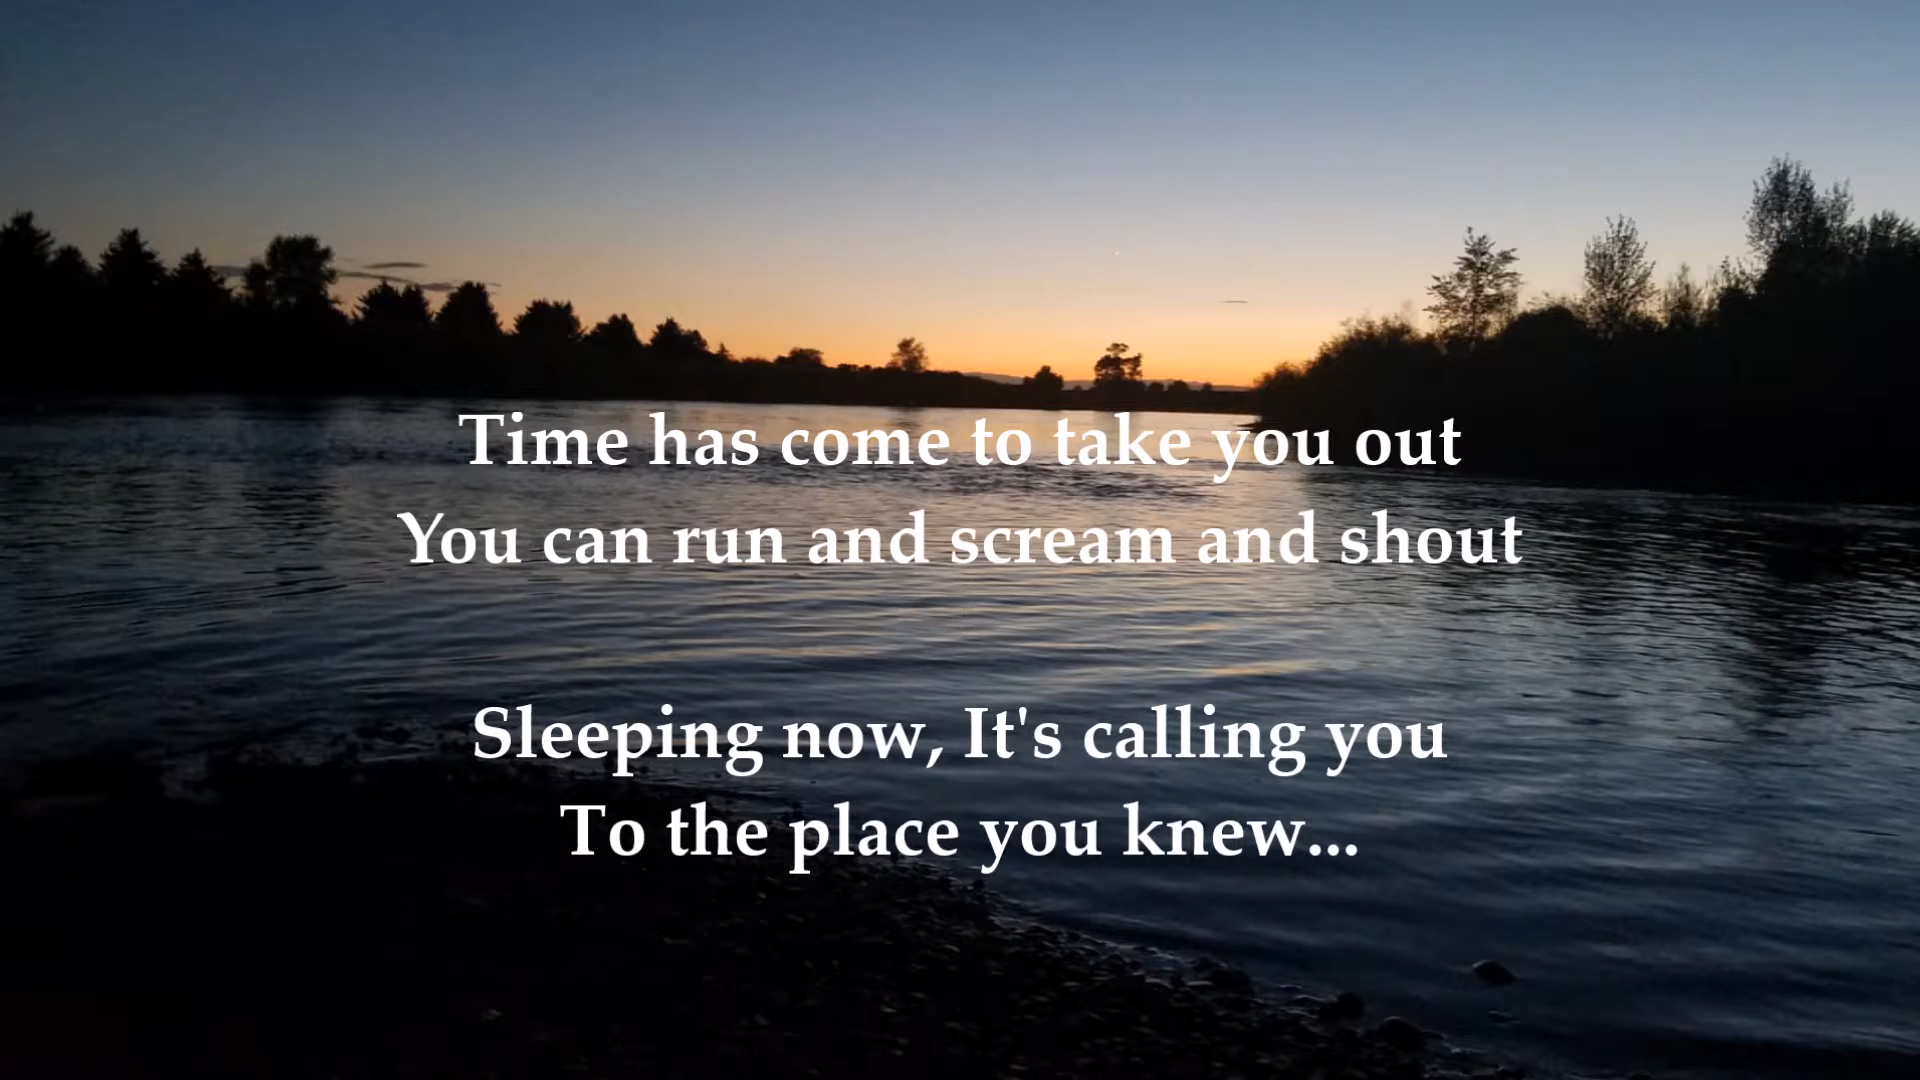 Time has come to take you out
You can run and scream and shout
Sleeping now, It's calling you
To the place you knew...